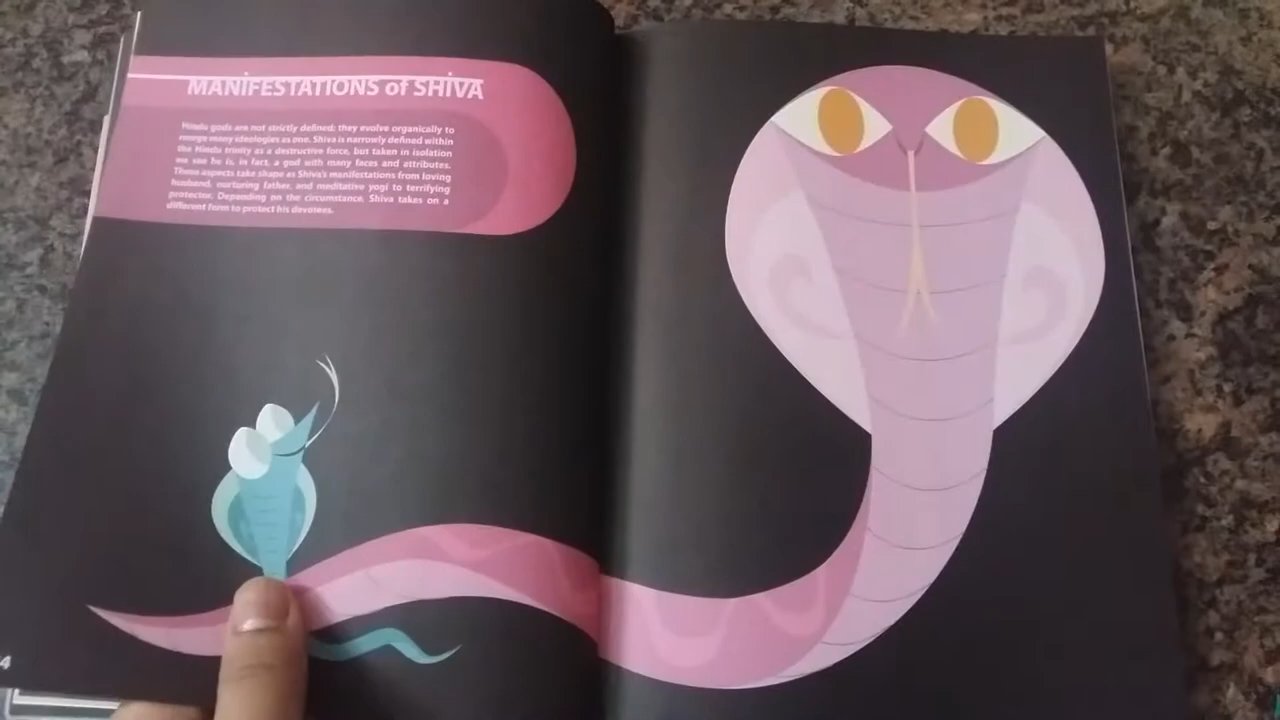 MANiFESTATIONS of SHiVA
Hindu gods are not strictly defined; they evolve organically to
merge many ideologies as one. Shiva is narrowly defined within
the Hindu trinity as a destructive force, but taken in isolation
we see he is, in fact, a god with many faces and attributes.
These aspects take shape as Shiva's manifestations from loving
husband, nurturing father, and meditative yogi to terrifying
protector. Depending on the circumstance, Shiva takes on a
different form to protect his devotees.